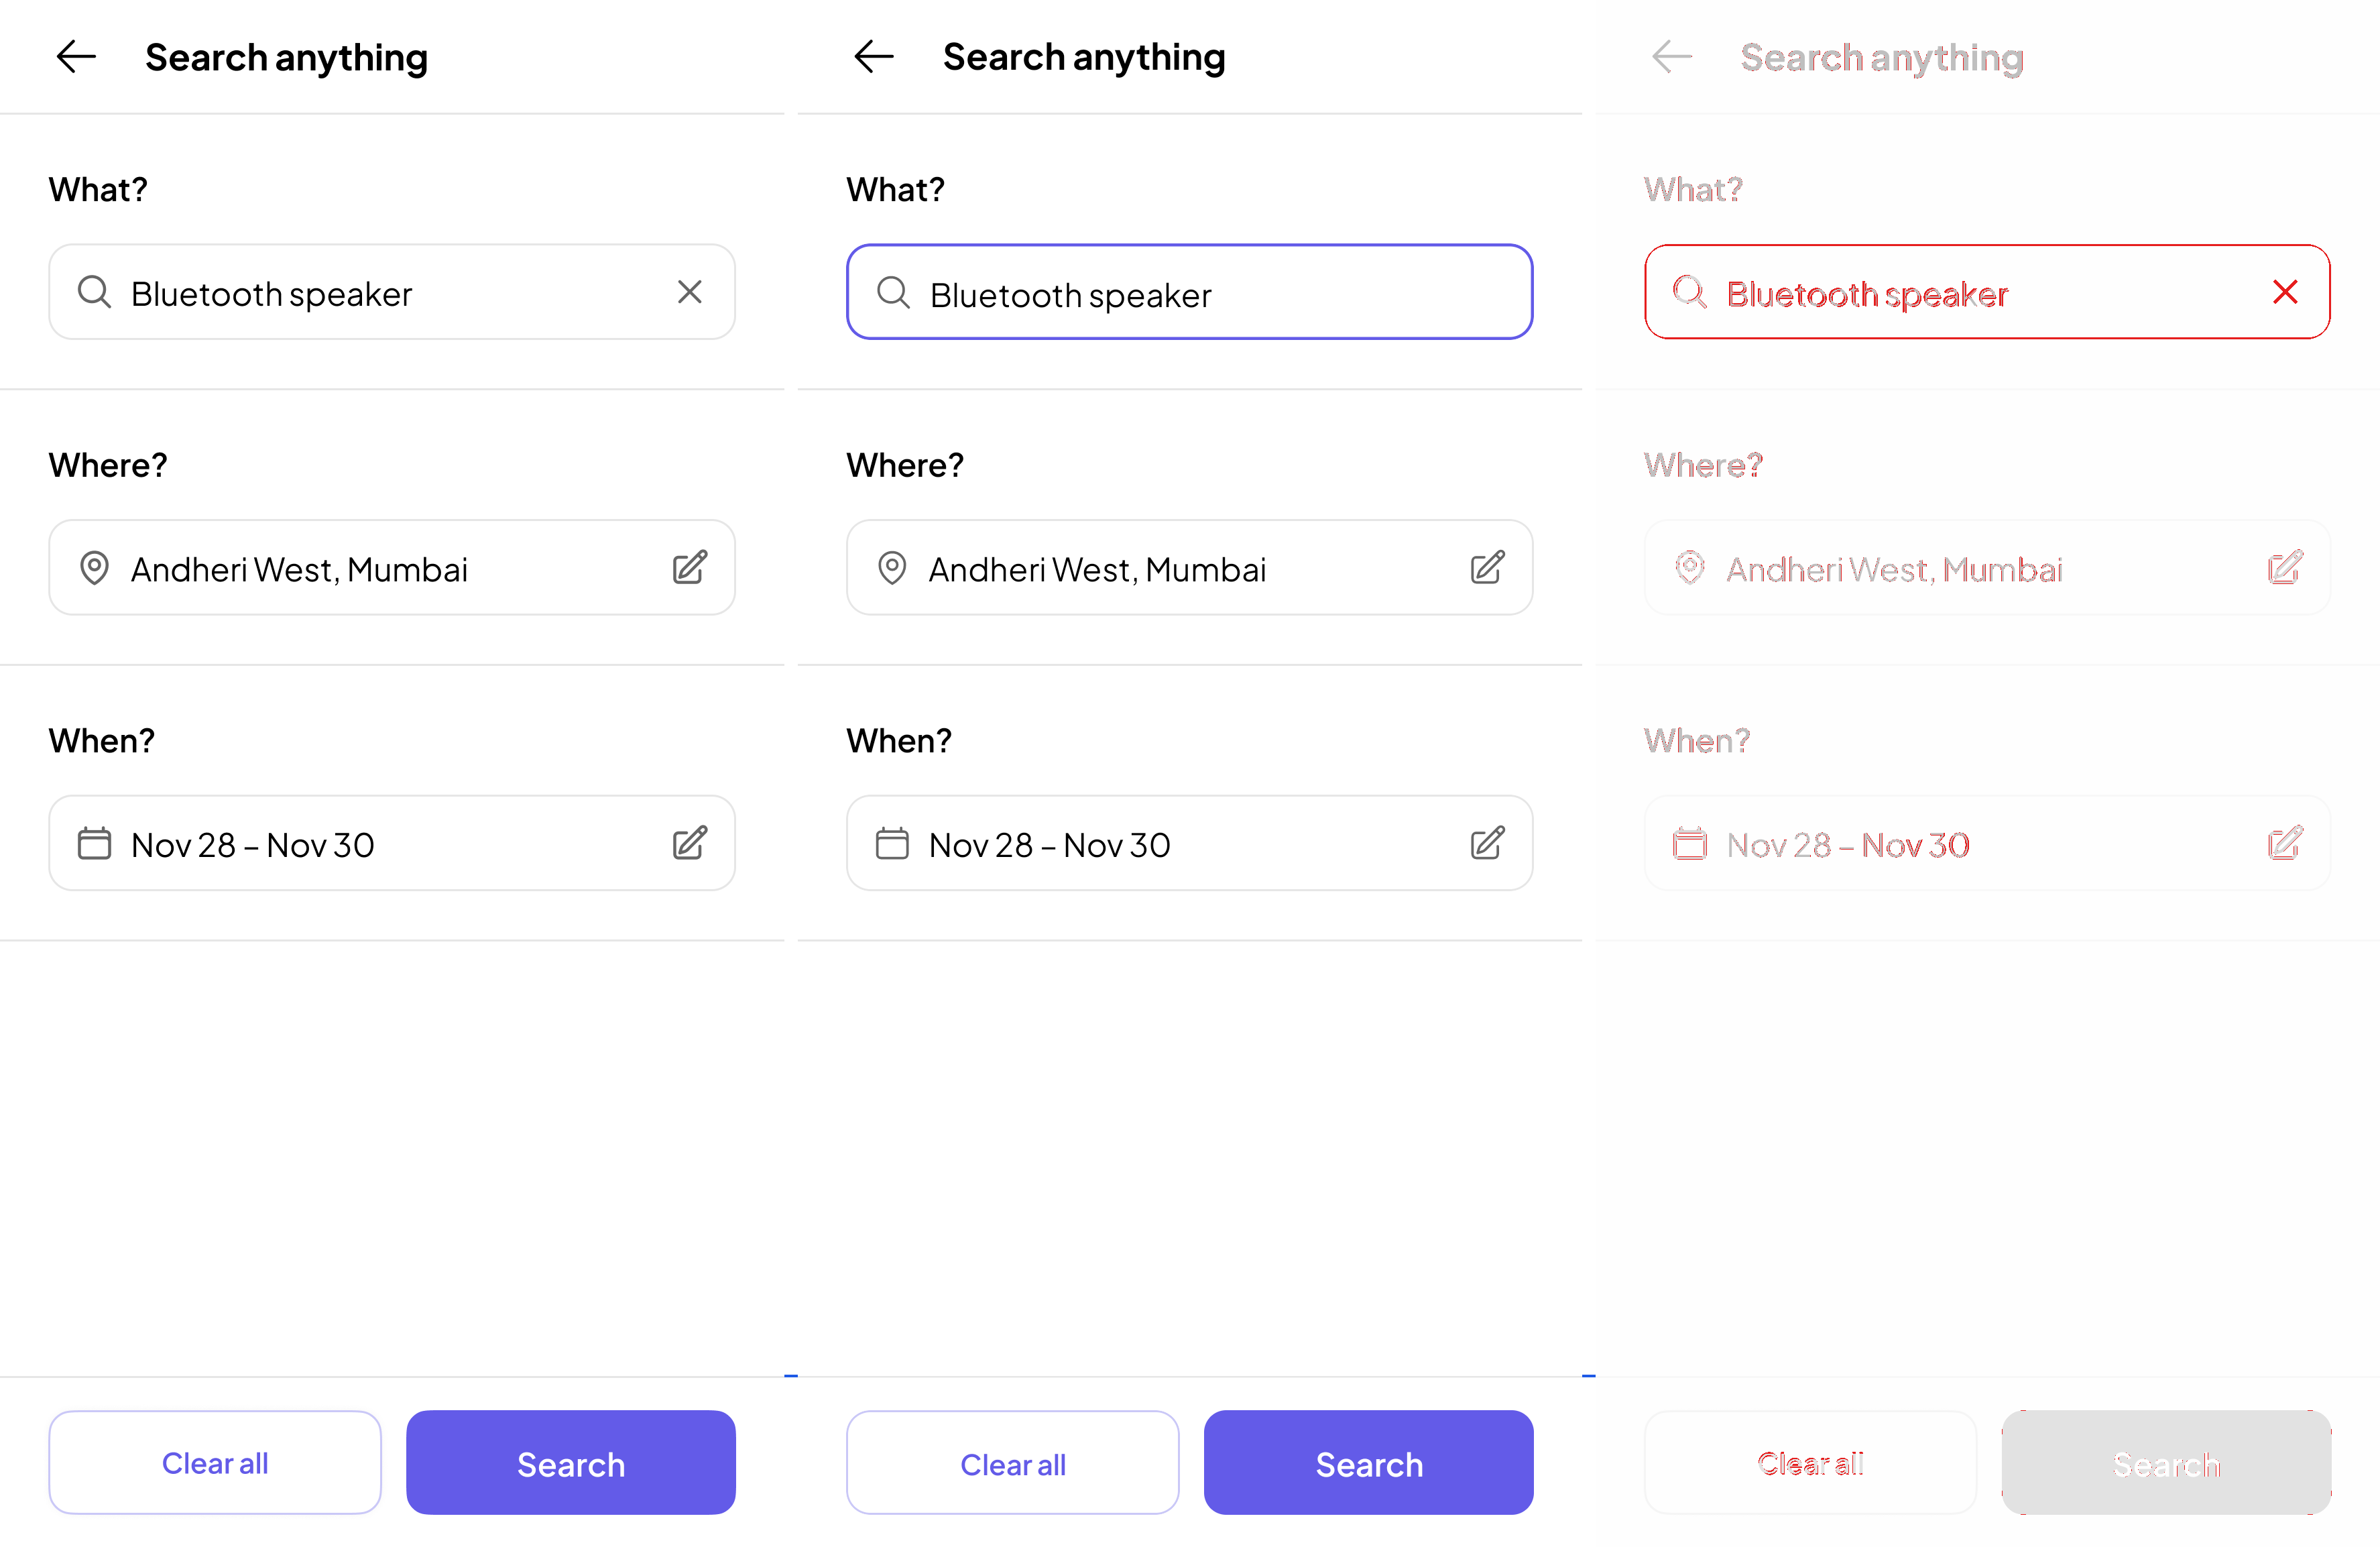 Search anything
What?
Bluetooth speaker
Where?
Andheri West, Mumbai
When?
Nov 28 – Nov 30
Clear all
Search
Search anything
What?
Bluetooth speaker
Where?
Andheri West, Mumbai
When?
Nov 28 – Nov 30
Clear all
Search
Search anything
What?
Bluetooth speaker
Where?
Andheri West, Mumbai
When?
Nov 28 – Nov 30
Clear all
Search